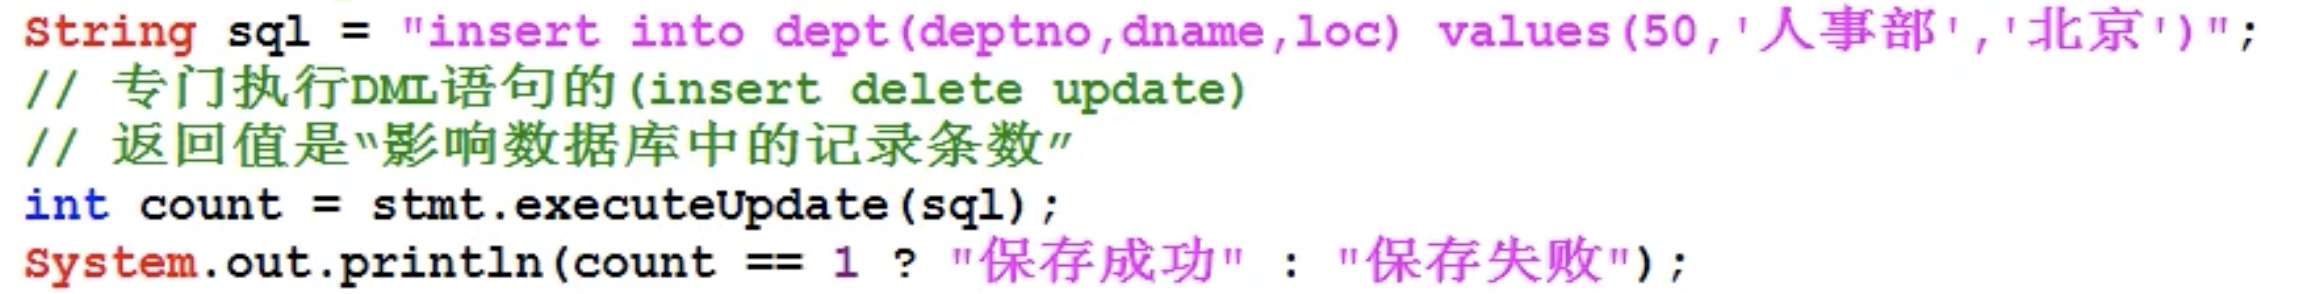 String sql = "insert into dept(deptno,dname,loc) values(50,'人事部','北京')";
// 专门执行DML语句的(insert delete update)
// 返回值是“影响数据库中的记录条数”
int count = stmt.executeUpdate(sql);
System.out.println(count == 1 ? "保存成功" : "保存失败");